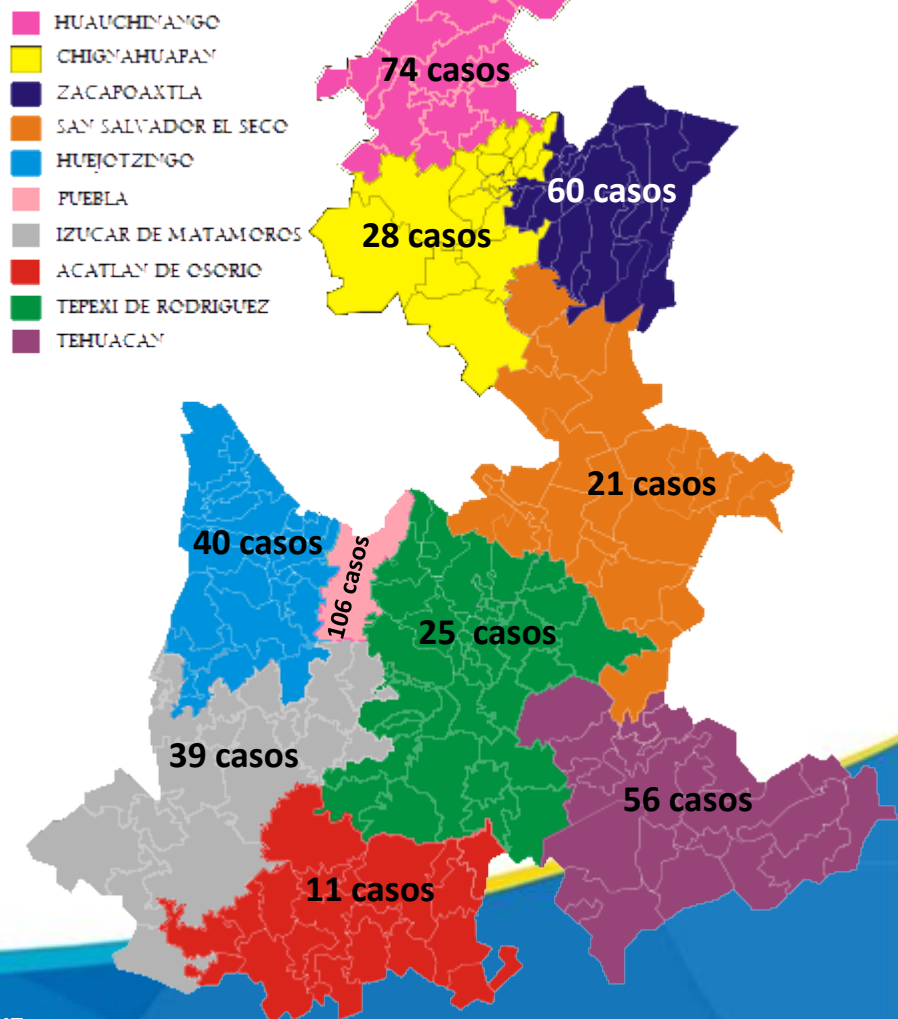 HUAUCHINANGO
CHIGNAHUAPAN
ZACAPOAXTLA
SAN SALVADOR EL SECO
HUEJOTZINGO
PUEBLA
IZUCAR DE MATAMOROS
ACATLAN DE OSORIO
TEPEXI DE RODRIGUEZ
TEHUACAN
74 casos
60 casos
28 casos
21 casos
40 casos
106 casos
25 casos
39 casos
56 casos
11 casos